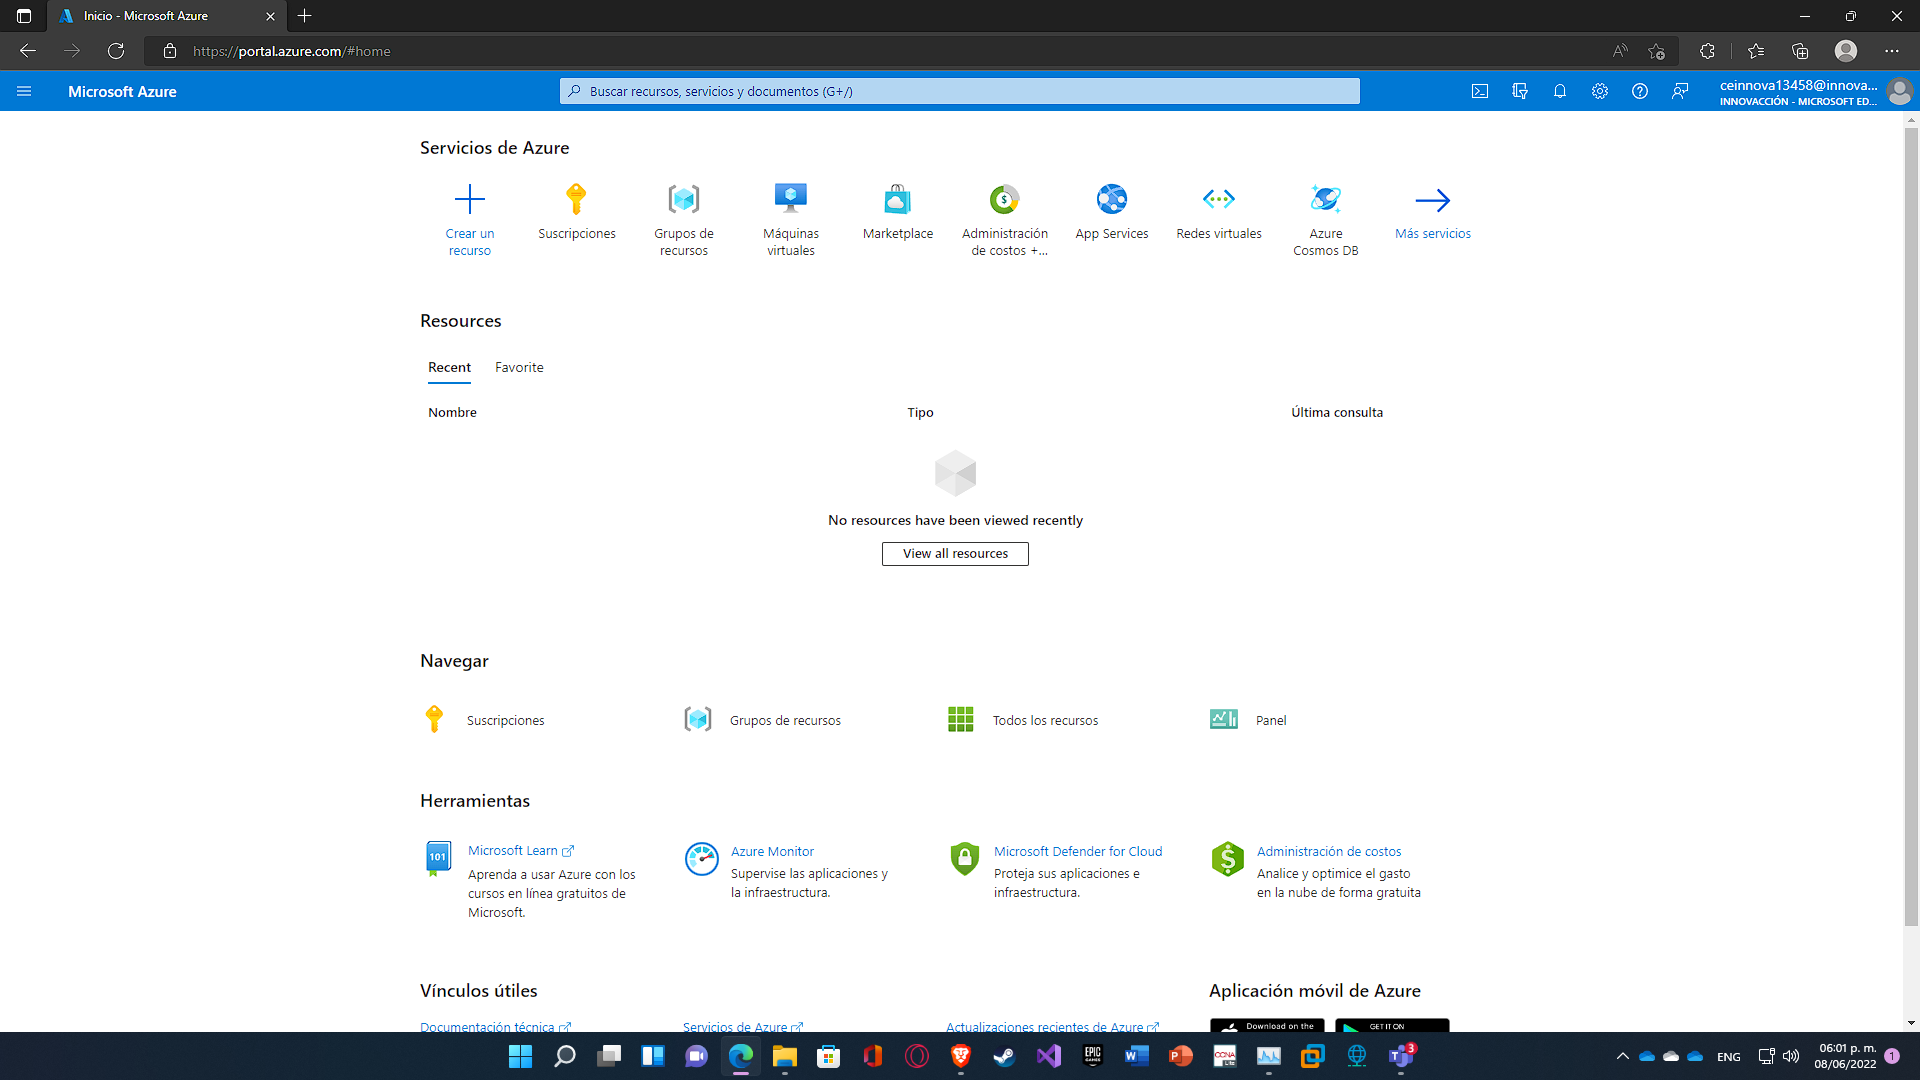 Inicio - Microsoft Azure
https://portal.azure.com/#home
Microsoft Azure
Buscar recursos, servicios y documentos (G+/)
ceinnova13458@innova...
INNOVACCIÓN - MICROSOFT ED...
Servicios de Azure
Crear un
recurso
Suscripciones
Grupos de
recursos
Máquinas
virtuales
Marketplace
Administración
de costos +...
App Services
Redes virtuales
Azure
Cosmos DB
Más servicios
Resources
Recent
Favorite
Nombre
Tipo
Última consulta
No resources have been viewed recently
View all resources
Navegar
Suscripciones
Grupos de recursos
Todos los recursos
Panel
Herramientas
101
Microsoft Learn
Aprenda a usar Azure con los
cursos en línea gratuitos de
Microsoft.
Azure Monitor
Supervise las aplicaciones y
la infraestructura.
Microsoft Defender for Cloud
Proteja sus aplicaciones e
infraestructura.
Administración de costos
Analice y optimice el gasto
en la nube de forma gratuita
Vínculos útiles
Aplicación móvil de Azure
Documentación técnica
Servicios de Azure
Actualizaciones recientes de Azure
Download on the
GET IT ON
EPIC
GAMES
CCNA
Lite
3
ENG
06:01 p. m.
08/06/2022
1